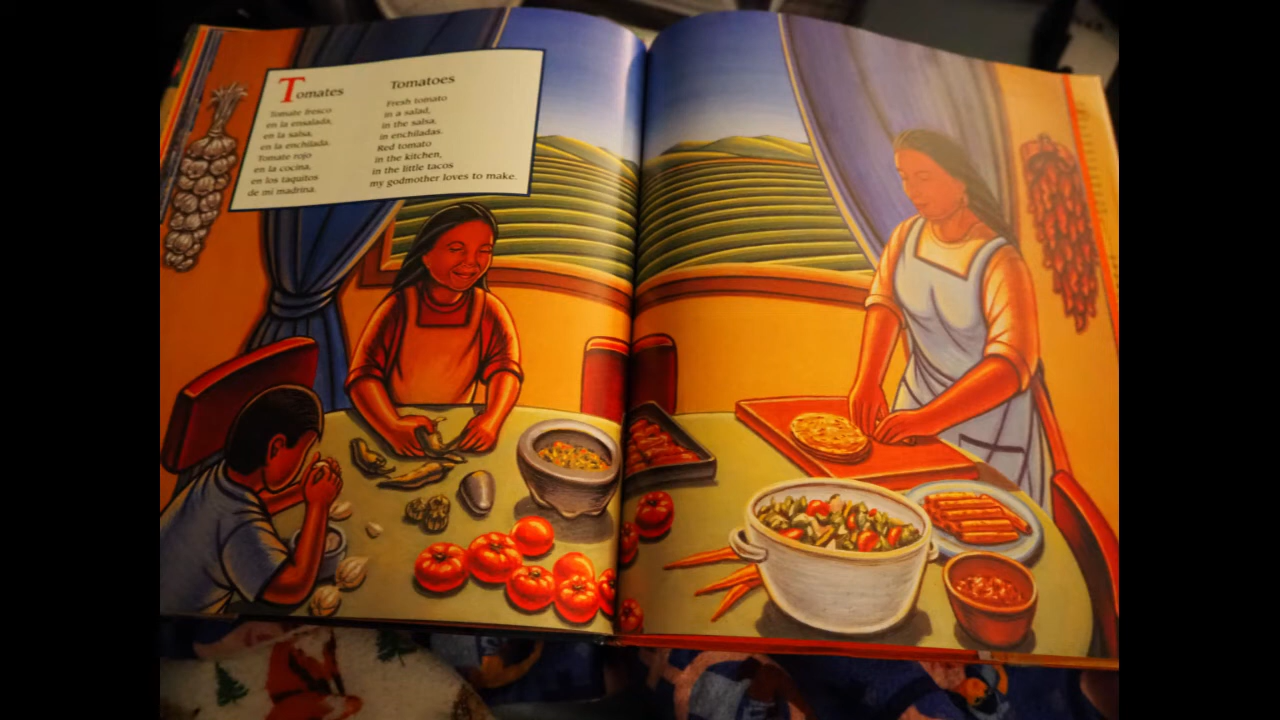 Tomates
Tomate fresco
en la ensalada,
en la salsa,
en la enchilada.
Tomate rojo
en la cocina,
en los taquitos
de mi madrina.
Tomatoes
Fresh tomato
in a salad,
in the salsa,
in enchiladas.
Red tomato
in the kitchen,
in the little tacos
my godmother loves to make.